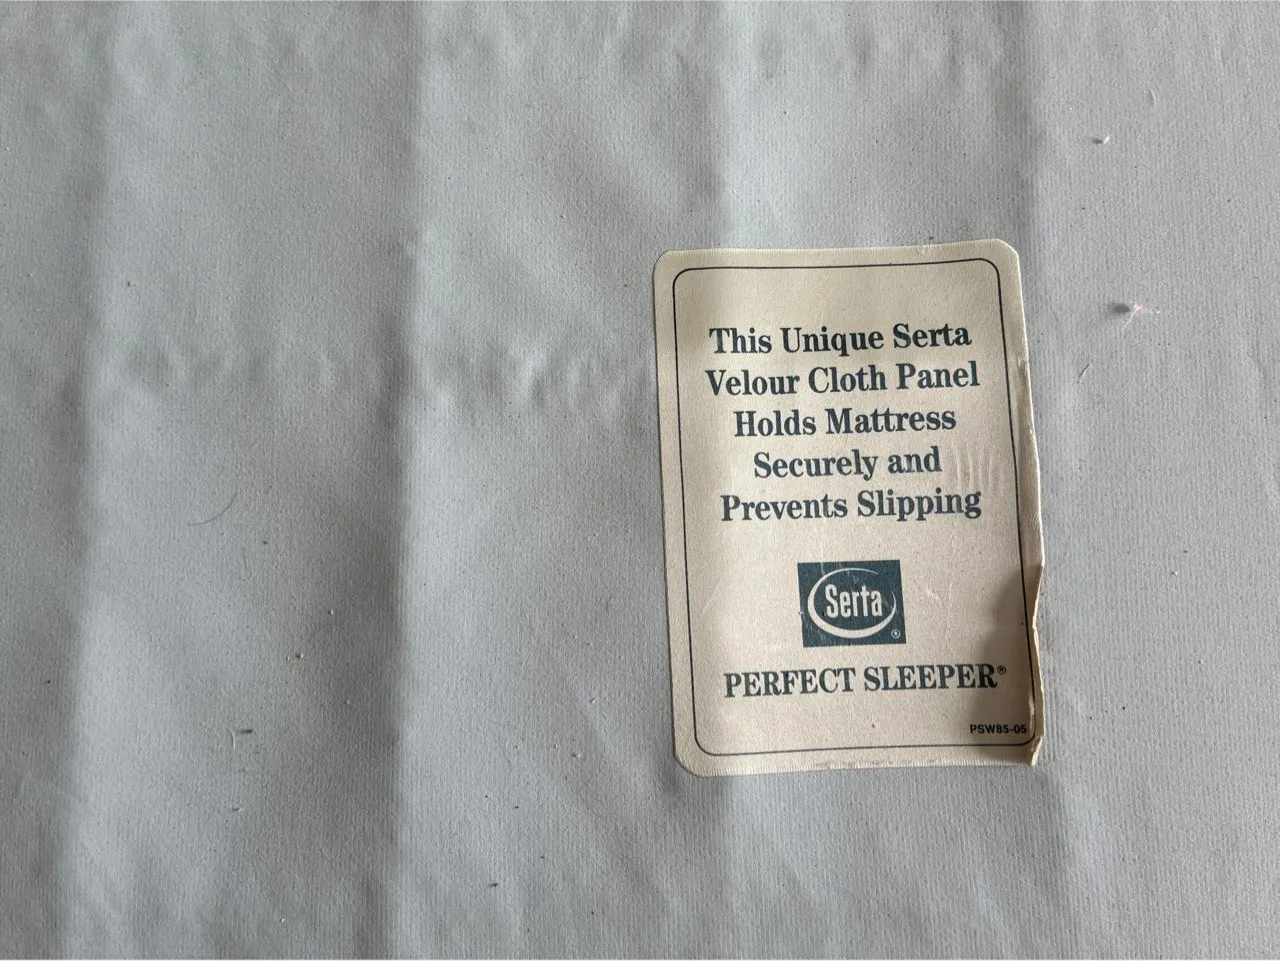 This Unique Serta
Velour Cloth Panel
Holds Mattress
Securely and
Prevents Slipping
Serta®
PERFECT SLEEPER®
PSW85-05